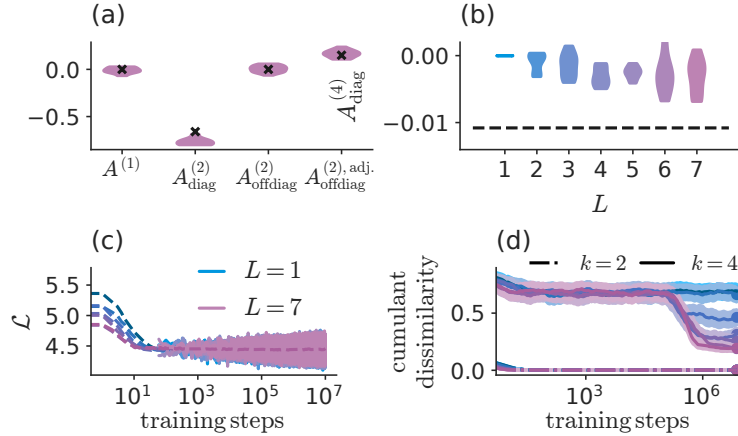 (a)
0.0
−0.5
A^{(1)}
A^{(2)}_{diag}
A^{(2)}_{offdiag}
A^{(2), adj.}_{offdiag}
(b)
A^{(4)}_{diag}
0.00
−0.01
1 2 3 4 5 6 7
L
(c)
ℒ
5.5
5.0
4.5
L = 1
L = 7
10^1 10^3 10^5 10^7
training steps
(d)
cumulant
dissimilarity
k = 2 k = 4
0.5
0.0
10^3 10^6
training steps